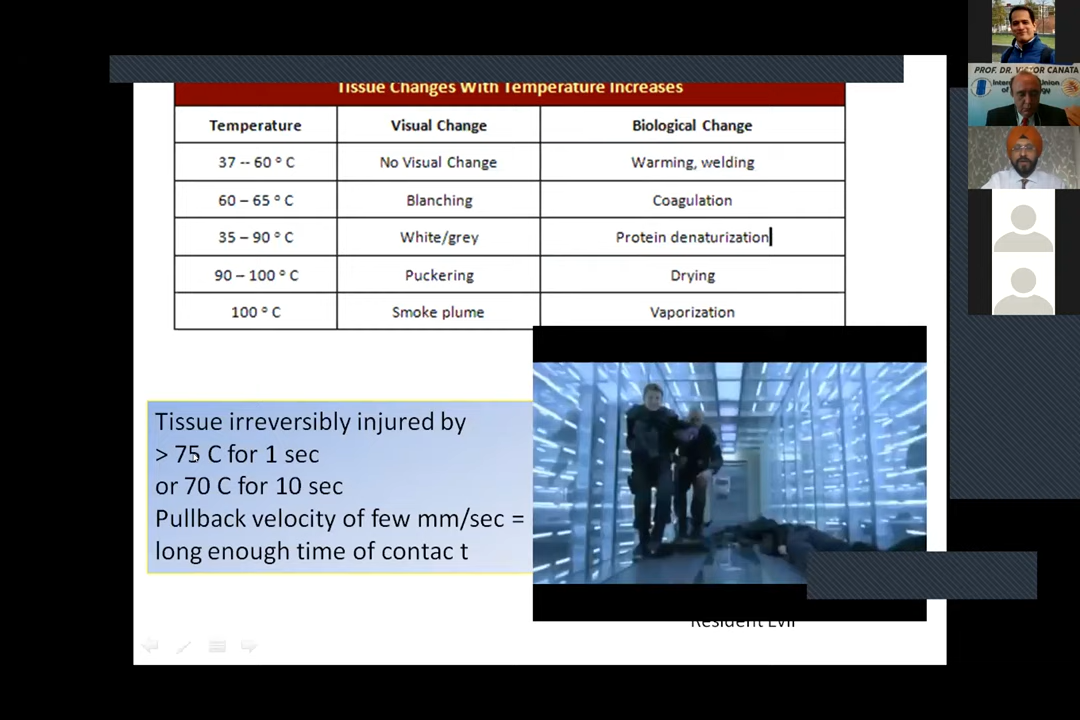 Tissue Changes With Temperature Increases
Temperature Visual Change Biological Change
37 -- 60 ° C No Visual Change Warming, welding
60 – 65 ° C Blanching Coagulation
35 – 90 ° C White/grey Protein denaturization
90 – 100 ° C Puckering Drying
100 ° C Smoke plume Vaporization
Tissue irreversibly injured by
> 75 C for 1 sec
or 70 C for 10 sec
Pullback velocity of few mm/sec =
long enough time of contac t
Resident Evil
PROF. DR. VICTOR CANATA